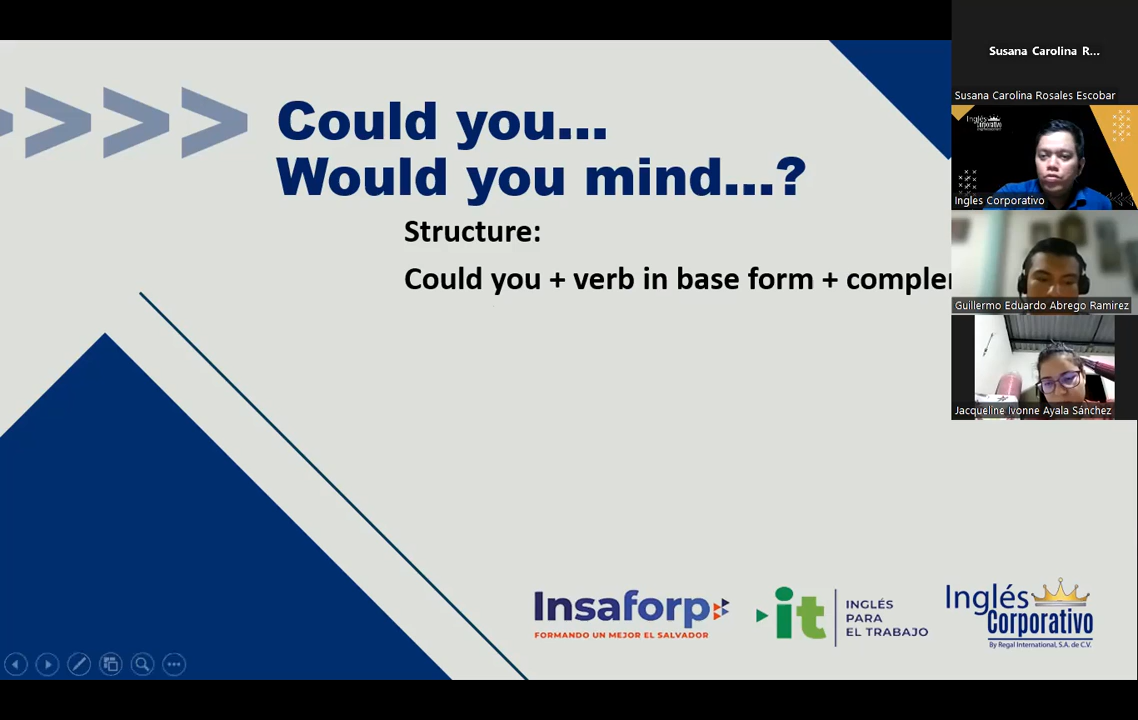 Could you...
Would you mind...?
Structure:
Could you + verb in base form +
Susana Carolina R...
Susana Carolina Rosales Escobar
Inglés
Corporativo
Ingles Corporativo
Guillermo Eduardo Abrego Ramirez
Jacqueline Ivonne Ayala Sánchez
Insaforp
FORMANDO UN MEJOR EL SALVADOR
it
INGLÉS
PARA
EL TRABAJO
Inglés
Corporativo
By Regal International, S.A. de C.V.